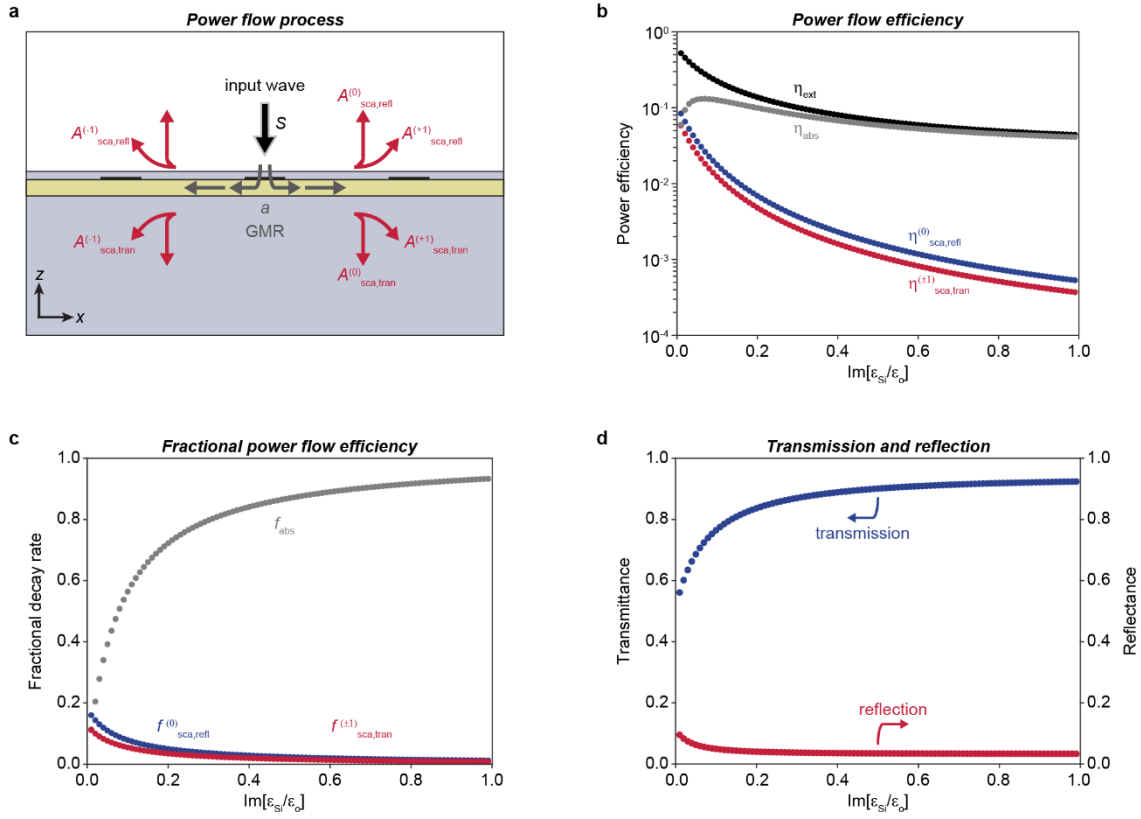 a
Power flow process
input wave
S
A(0)sca,refl
A(-1)sca,refl
A(+1)sca,refl
a
GMR
A(-1)sca,tran
A(+1)sca,tran
A(0)sca,tran
z
x
b
Power flow efficiency
Power efficiency
10^0
10^-1
10^-2
10^-3
10^-4
ηext
ηabs
η(0)sca,refl
η(±1)sca,tran
0.0 0.2 0.4 0.6 0.8 1.0
Im[εSi/εo]
c
Fractional power flow efficiency
Fractional decay rate
1.0
0.8
0.6
0.4
0.2
0.0
fabs
f(0)sca,refl
f(±1)sca,tran
0.0 0.2 0.4 0.6 0.8 1.0
Im[εSi/εo]
d
Transmission and reflection
Transmittance
1.0
0.8
0.6
0.4
0.2
0.0
transmission
reflection
1.0
0.8
0.6
0.4
0.2
0.0
Reflectance
0.0 0.2 0.4 0.6 0.8 1.0
Im[εSi/εo]